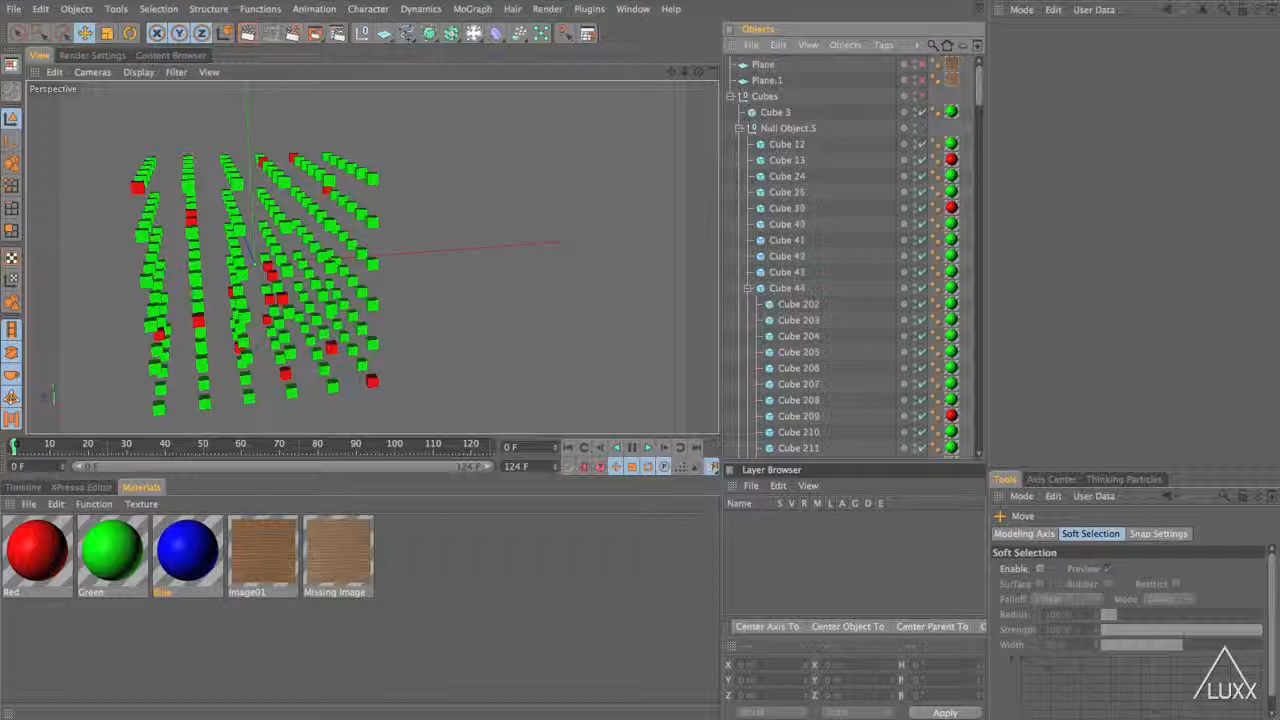 File Edit Objects Tools Selection Structure Functions Animation Character Dynamics MoGraph Hair Render Plugins Window Help
Mode Edit User Data
Objects
File Edit View Objects Tags
View Render Settings Content Browser
Edit Cameras Display Filter View
Perspective
Plane
Plane.1
Cubes
Cube 3
Null Object.5
Cube 12
Cube 13
Cube 24
Cube 40
Cube 41
Cube 44
Cube 202
Cube 203
Cube 204
Cube 205
Cube 206
Cube 207
Cube 208
Cube 209
Cube 210
Cube 211
10 20 30 40 50 60 70 80 90 100 110 120
0 F
0 F 0 F 124 F 124 F
Timeline XPresso Editor Materials
File Edit Function Texture
Red Green Blue Image01 Missing Image
Layer Browser
File Edit View
Name S V R M L A G D E
Center Axis To Center Object To Center Parent To C
X X H
Y Y P
Z Z B
Apply
Tools Axis Center Thinking Particles
Mode Edit User Data
Move
Modeling Axis Soft Selection Snap Settings
Soft Selection
Enable Preview
Surface Rubber Restrict
Falloff Mode
Radius
Strength
Width
LUXX